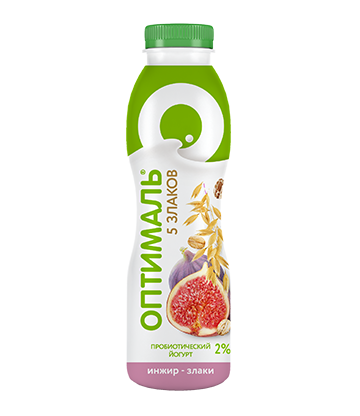 ОПТИМАЛЬ®
5 ЗЛАКОВ
ПРОБИОТИЧЕСКИЙ
ЙОГУРТ
2%
инжир - злаки